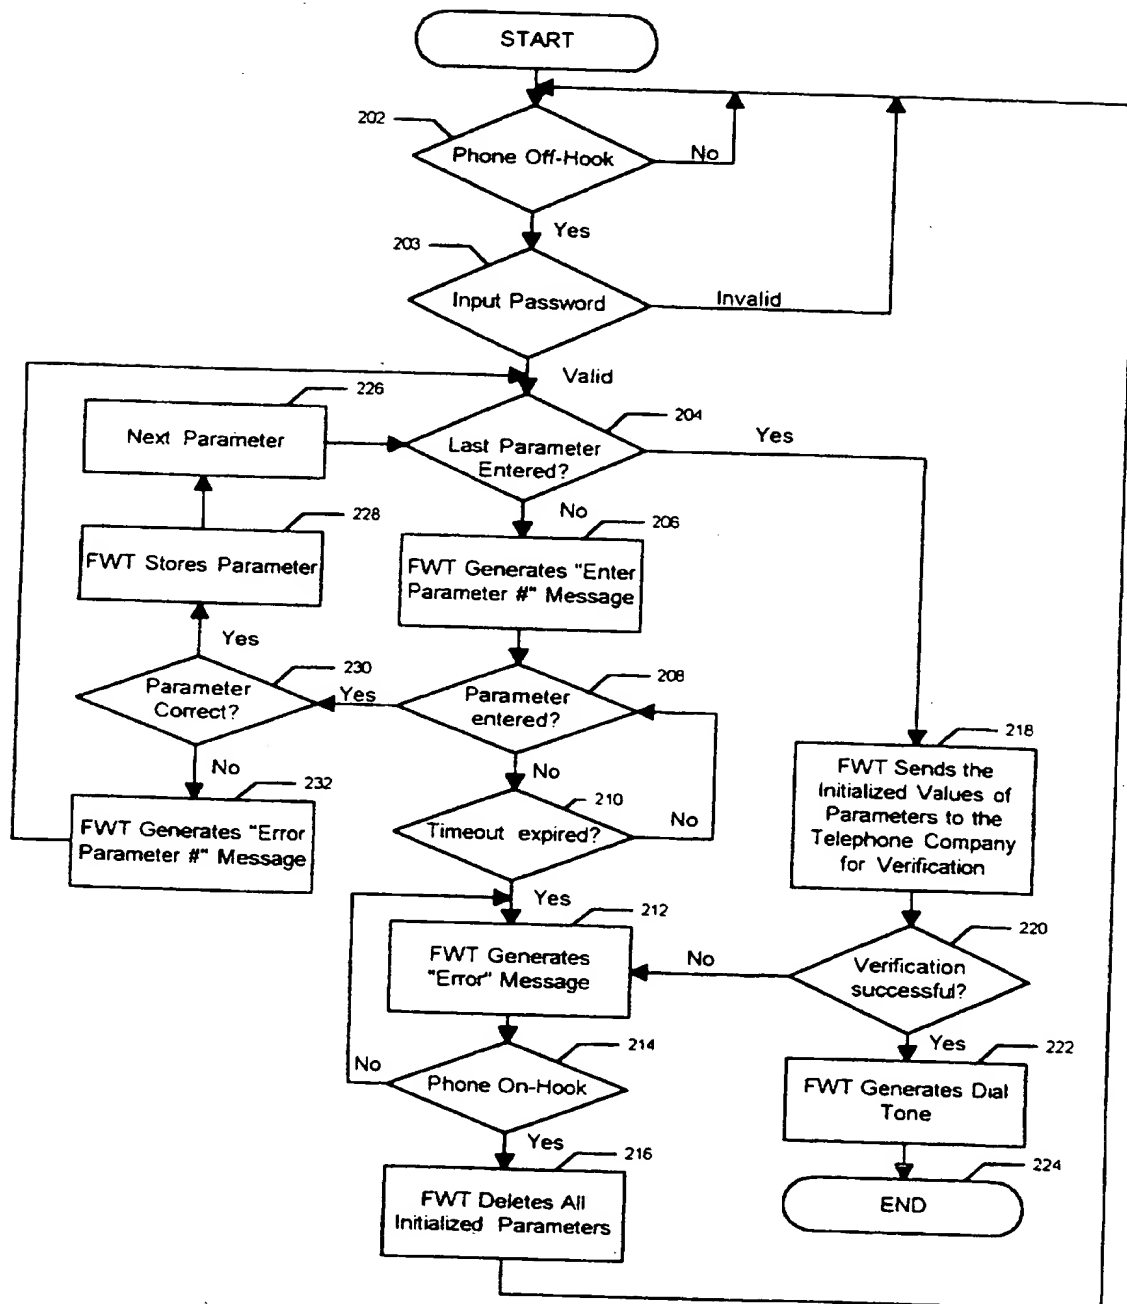 START
202
Phone Off-Hook
No
Yes
203
Input Password
Invalid
Valid
226
Next Parameter
204
Last Parameter
Entered?
Yes
No
228
FWT Stores Parameter
206
FWT Generates "Enter
Parameter #" Message
Yes
230
Parameter
Correct?
Yes
208
Parameter
entered?
No
232
FWT Generates "Error
Parameter #" Message
No
210
Timeout expired?
No
218
FWT Sends the
Initialized Values of
Parameters to the
Telephone Company
for Verification
Yes
212
FWT Generates
"Error" Message
No
220
Verification
successful?
No
214
Phone On-Hook
Yes
222
FWT Generates Dial
Tone
Yes
216
FWT Deletes All
Initialized Parameters
224
END